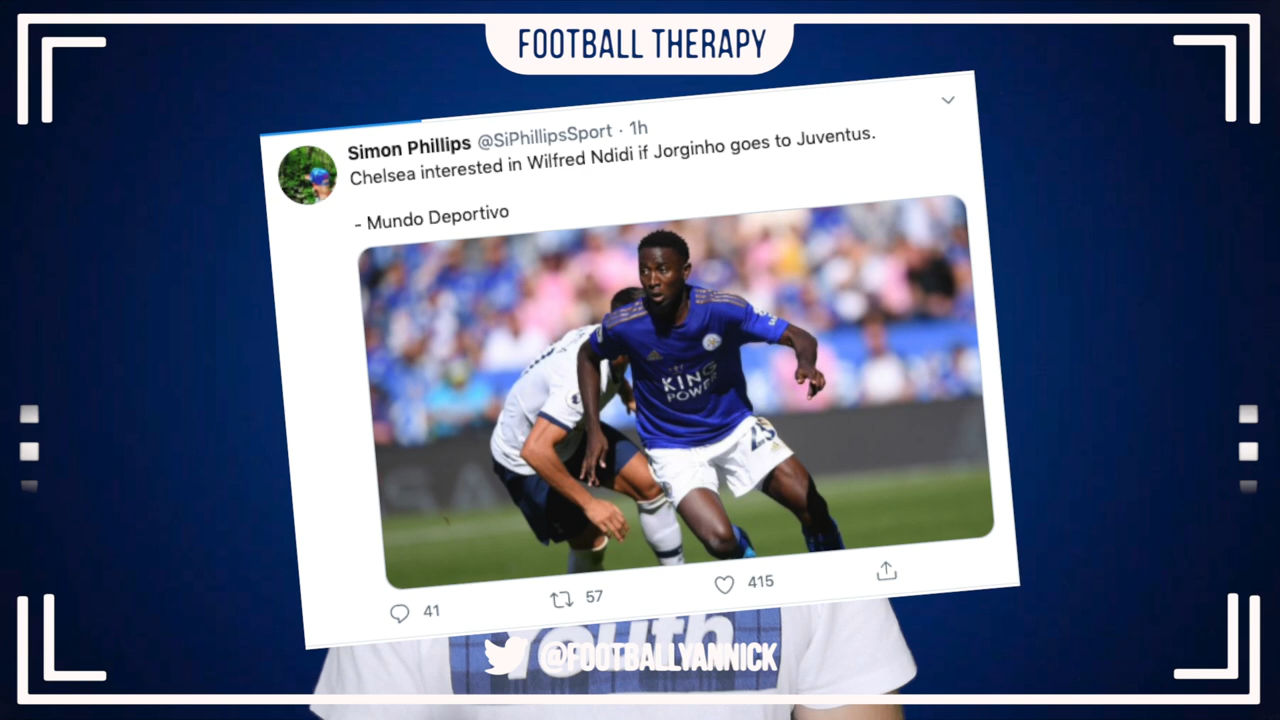 FOOTBALL THERAPY
Simon Phillips @SiPhillipsSport · 1h
Chelsea interested in Wilfred Ndidi if Jorginho goes to Juventus.
- Mundo Deportivo
KING
POWER
25
41
57
415
Youth
@FOOTBALLYANNICK